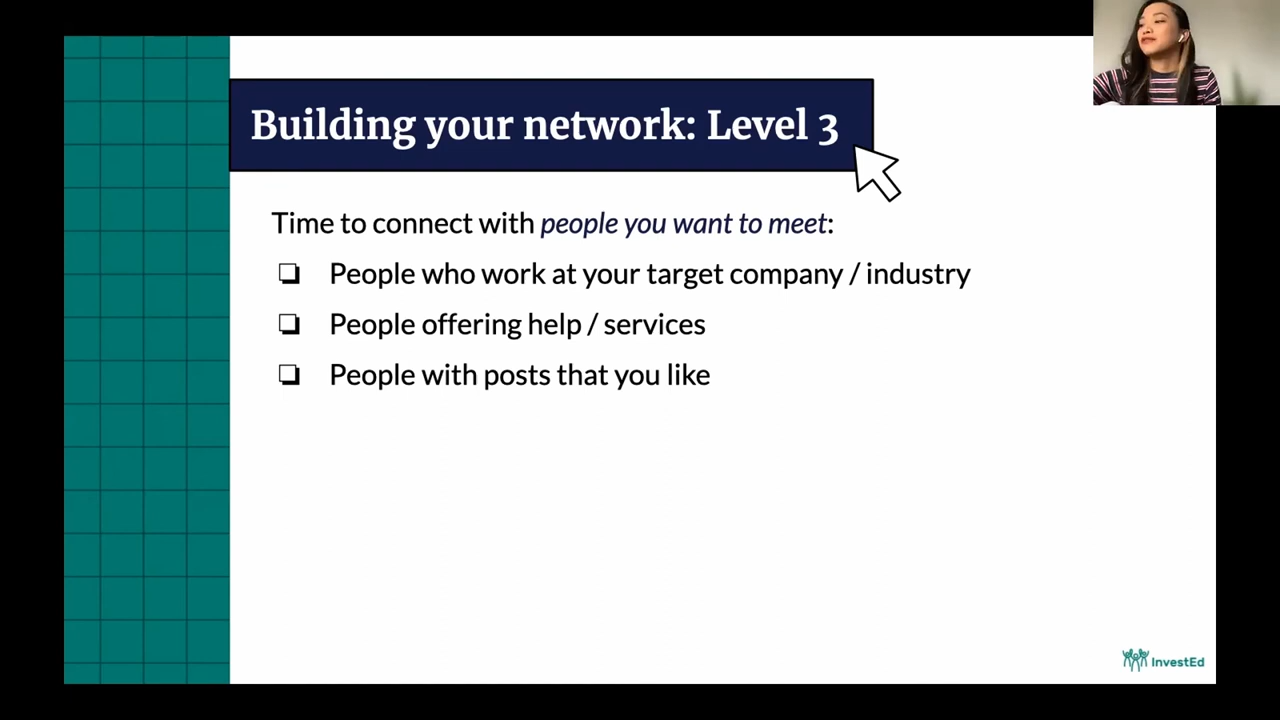 Building your network: Level 3
Time to connect with people you want to meet:
People who work at your target company / industry
People offering help / services
People with posts that you like
InvestEd